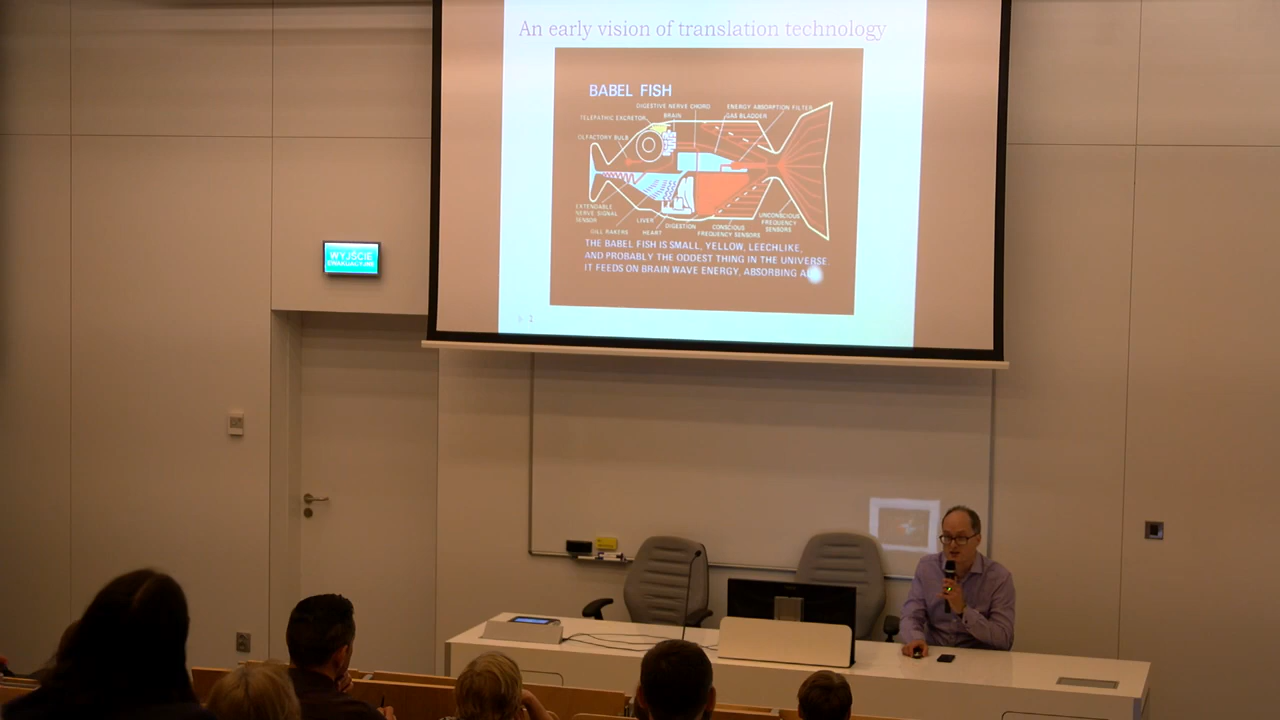 An early vision of translation technology
BABEL FISH
DIGESTIVE NERVE CHORD
ENERGY ABSORPTION FILTER
TELEPATHIC EXCRETOR
BRAIN
GAS BLADDER
OLFACTORY BULB
EXTENDABLE
NERVE SIGNAL
SENSOR
GILL RAKERS
LIVER
HEART
DIGESTION
CONSCIOUS
FREQUENCY SENSORS
UNCONSCIOUS
FREQUENCY
SENSORS
THE BABEL FISH IS SMALL, YELLOW, LEECHLIKE,
AND PROBABLY THE ODDEST THING IN THE UNIVERSE.
IT FEEDS ON BRAIN WAVE ENERGY, ABSORBING
1
WYJŚCIE
EWAKUACYJNE